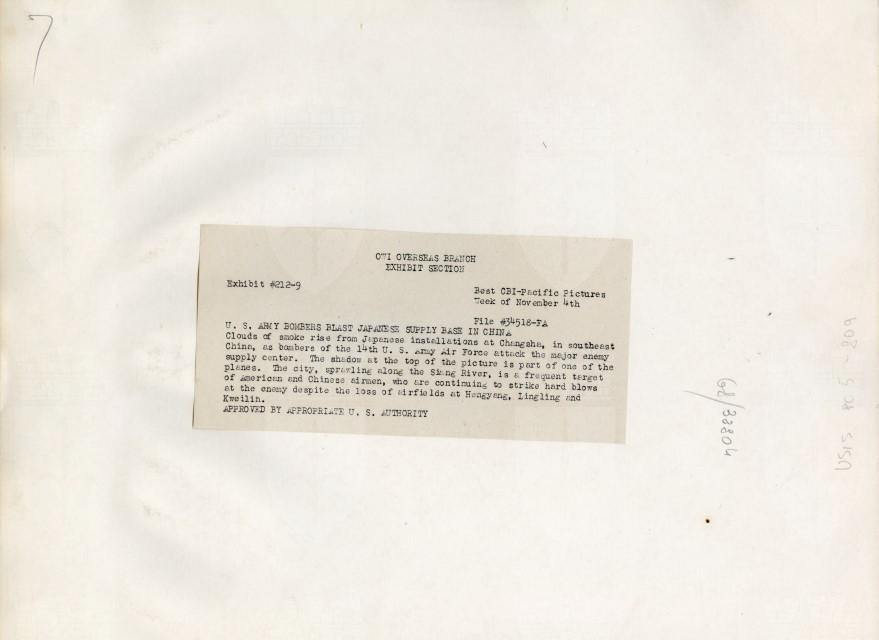 7
OWI OVERSEAS BRANCH
EXHIBIT SECTION
Exhibit #212-9
Best CBI-Pacific Pictures
Week of November 4th
File #34518-FA
U. S. ARMY BOMBERS BLAST JAPANESE SUPPLY BASE IN CHINA
Clouds of smoke rise from Japanese installations at Changsha, in southeast
China, as bombers of the 14th U. S. Army Air Force attack the major enemy
supply center. The shadow at the top of the picture is part of one of the
planes. The city, sprawling along the Siang River, is a frequent target
of American and Chinese airmen, who are continuing to strike hard blows
at the enemy despite the loss of airfields at Hengyang, Lingling and
Kweilin.
APPROVED BY APPROPRIATE U. S. AUTHORITY
USIS PC 5 - 209